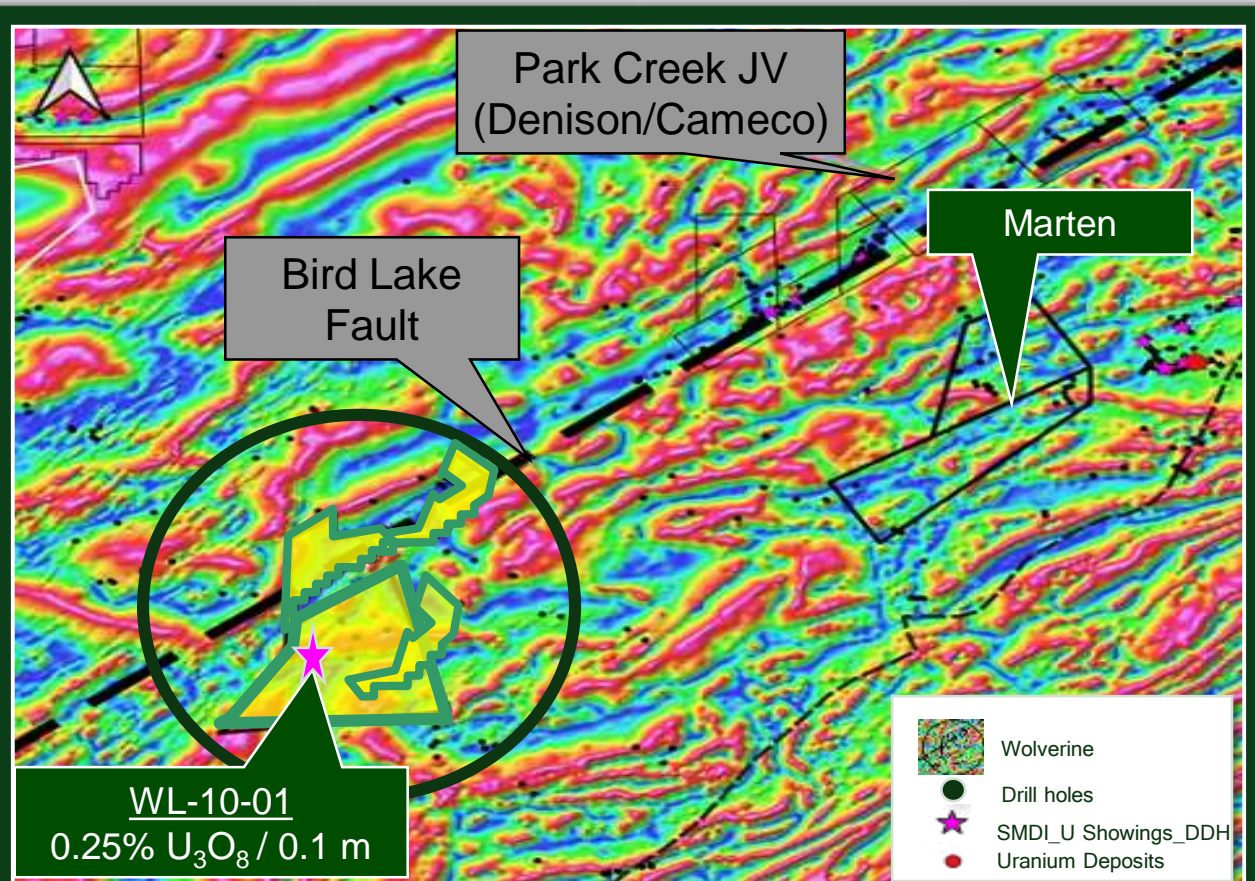 Park Creek JV
(Denison/Cameco)
Marten
Bird Lake
Fault
WL-10-01
0.25% U₃O₈ / 0.1 m
Wolverine
Drill holes
SMDI_U Showings_DDH
Uranium Deposits